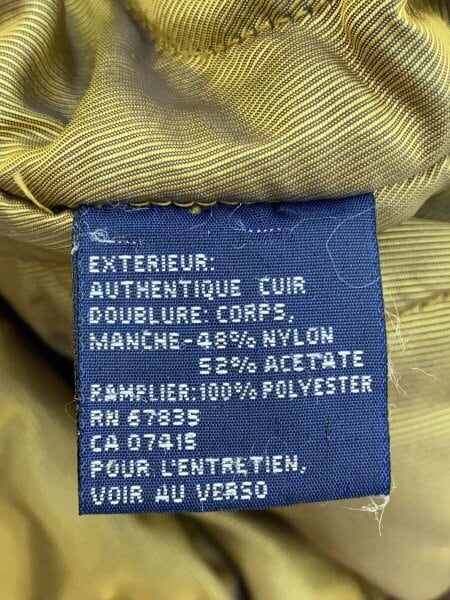 EXTERIEUR:
AUTHENTIQUE CUIR
DOUBLURE: CORPS,
MANCHE-48% NYLON
52% ACETATE
RAMPLIER: 100% POLYESTER
RN 67835
CA 07415
POUR L'ENTRETIEN,
VOIR AU VERSO